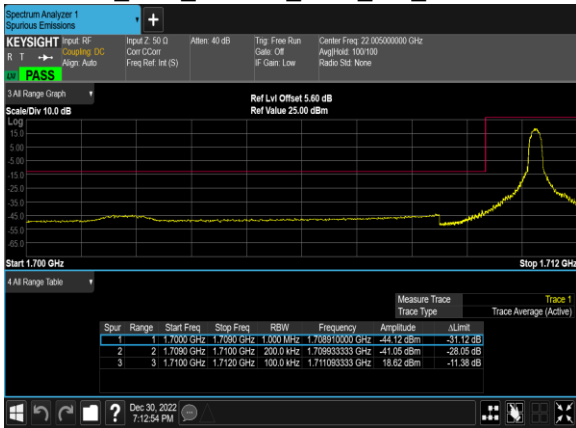 Spectrum Analyzer 1
Spurious Emissions
+
KEYSIGHT Input: RF
R T
Coupling: DC
Align: Auto
Input Z: 50 Ω
Corr CCorr
Freq Ref: Int (S)
Atten: 40 dB
Trig: Free Run
Gate: Off
IF Gain: Low
Center Freq: 22.005000000 GHz
Avg|Hold: 100/100
Radio Std: None
PASS
3 All Range Graph
Scale/Div 10.0 dB
Ref Lvl Offset 5.60 dB
Ref Value 25.00 dBm
Log
15.0
5.00
-5.00
-15.0
-25.0
-35.0
-45.0
-55.0
-65.0
Start 1.700 GHz
Stop 1.712 GHz
4 All Range Table
Measure Trace Trace 1
Trace Type Trace Average (Active)
Spur Range Start Freq Stop Freq RBW Frequency Amplitude ΔLimit
1 1 1.7000 GHz 1.7090 GHz 1.000 MHz 1.708910000 GHz -44.12 dBm -31.12 dB
2 2 1.7090 GHz 1.7100 GHz 200.0 kHz 1.709933333 GHz -41.05 dBm -28.05 dB
3 3 1.7100 GHz 1.7120 GHz 100.0 kHz 1.711093333 GHz 18.62 dBm -11.38 dB
?
Dec 30, 2022
7:12:54 PM